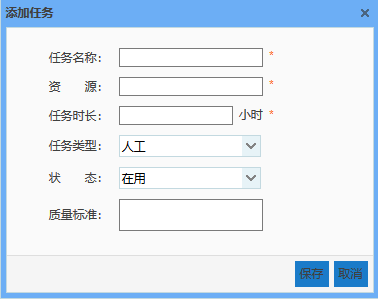 添加任务 ×
任务名称: *
资 源: *
任务时长: 小时 *
任务类型: 人工
状 态: 在用
质量标准:
保存 取消